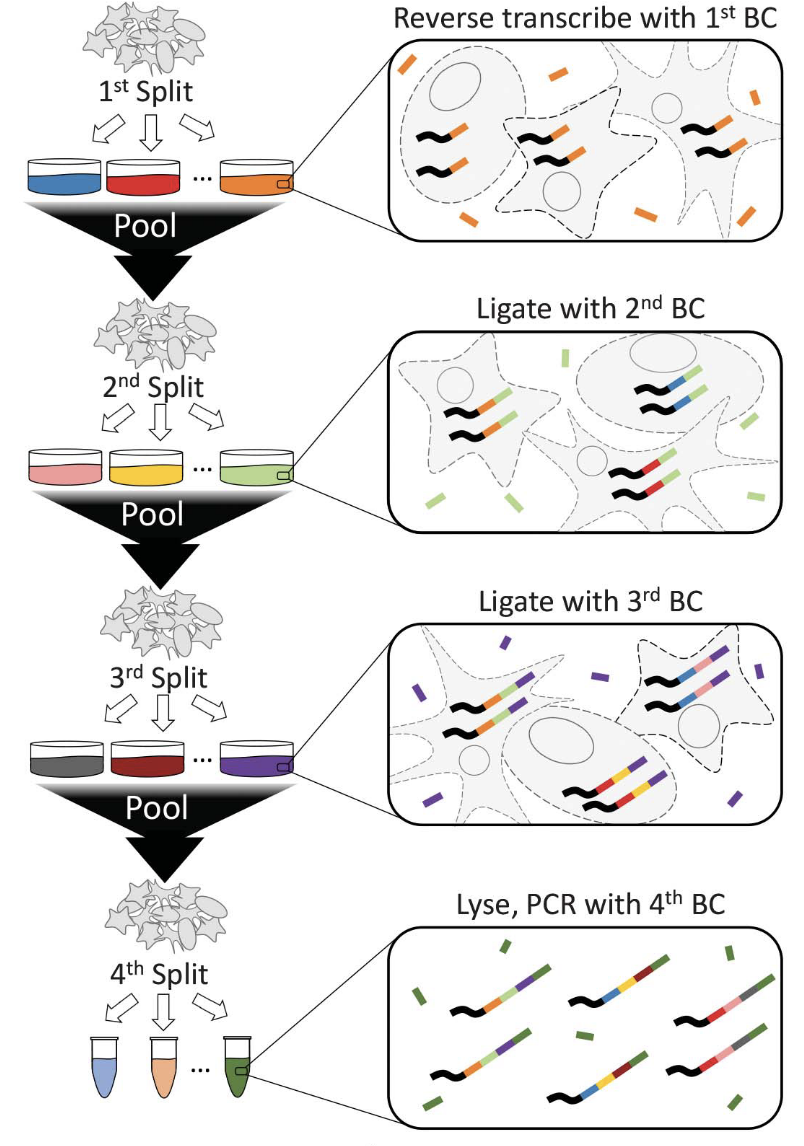 Reverse transcribe with 1st BC
1st Split
...
Pool
Ligate with 2nd BC
2nd Split
...
Pool
Ligate with 3rd BC
3rd Split
...
Pool
Lyse, PCR with 4th BC
4th Split
...